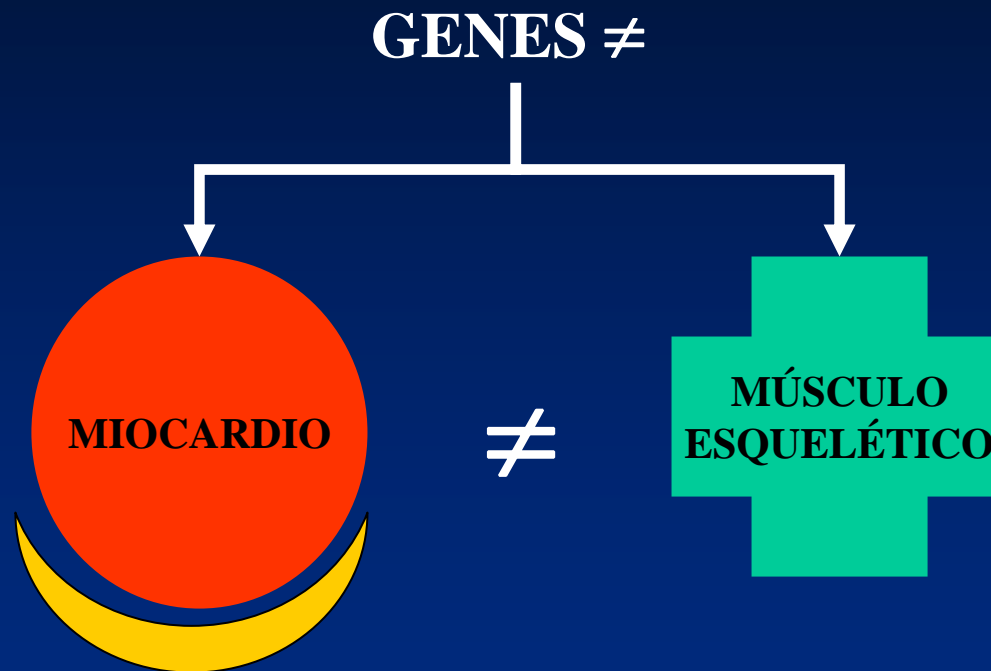 GENES ≠
MIOCARDIO
≠
MÚSCULO
ESQUELÉTICO